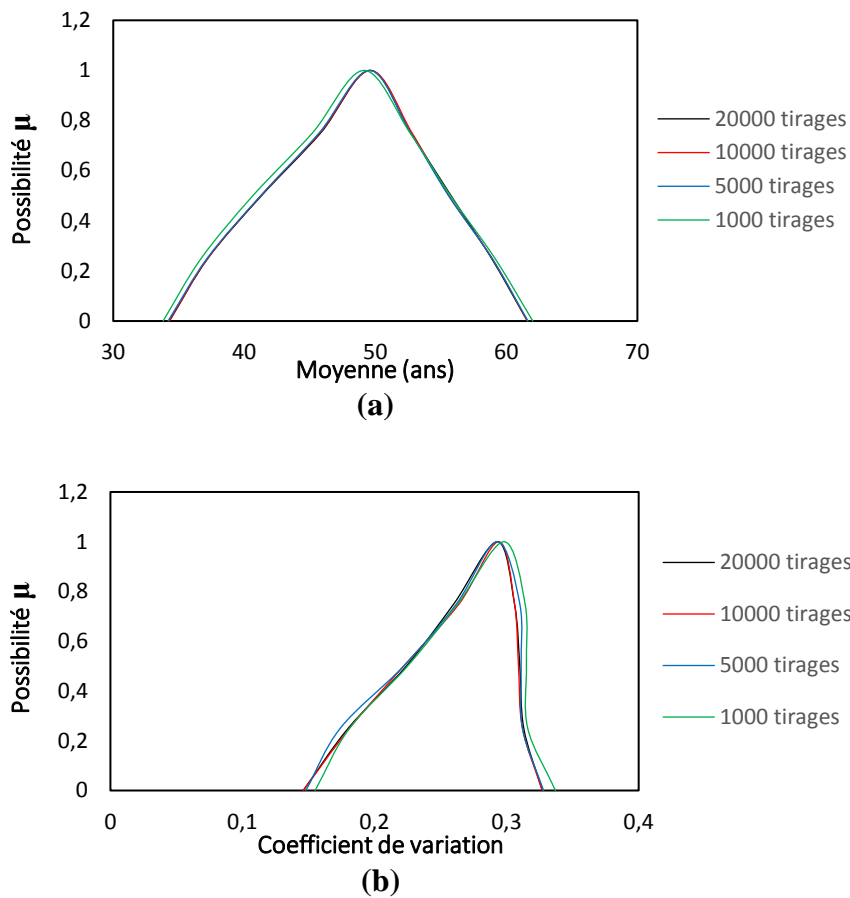 1,2
1
0,8
0,6
0,4
0,2
0
Possibilité μ
30 40 50 60 70
Moyenne (ans)
20000 tirages
10000 tirages
5000 tirages
1000 tirages
(a)
1,2
1
0,8
0,6
0,4
0,2
0
Possibilité μ
0 0,1 0,2 0,3 0,4
Coefficient de variation
20000 tirages
10000 tirages
5000 tirages
1000 tirages
(b)